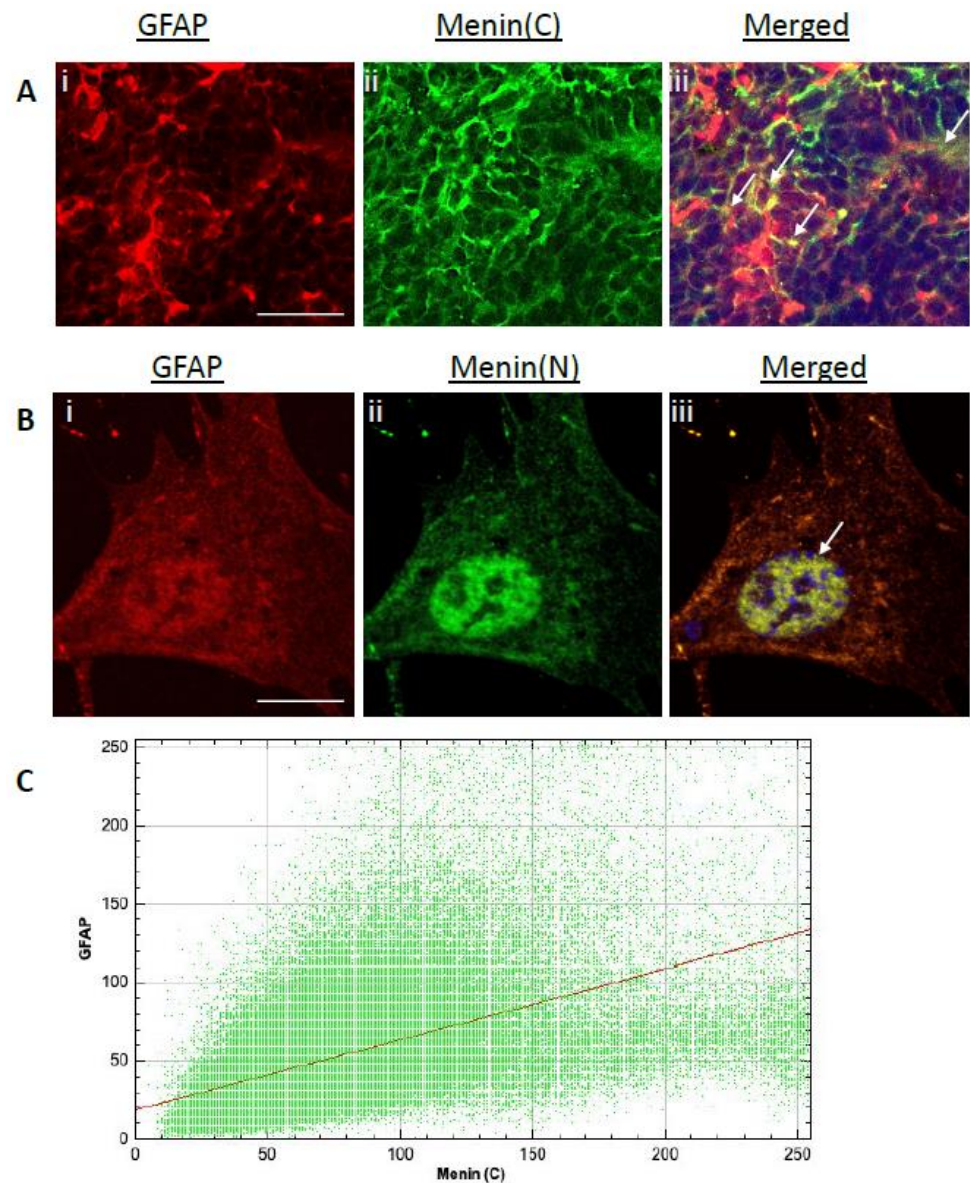 GFAP Menin(C) Merged
A i ii iii
GFAP Menin(N) Merged
B i ii iii
C
250
200
150
100
50
0
GFAP
0 50 100 150 200 250
Menin (C)